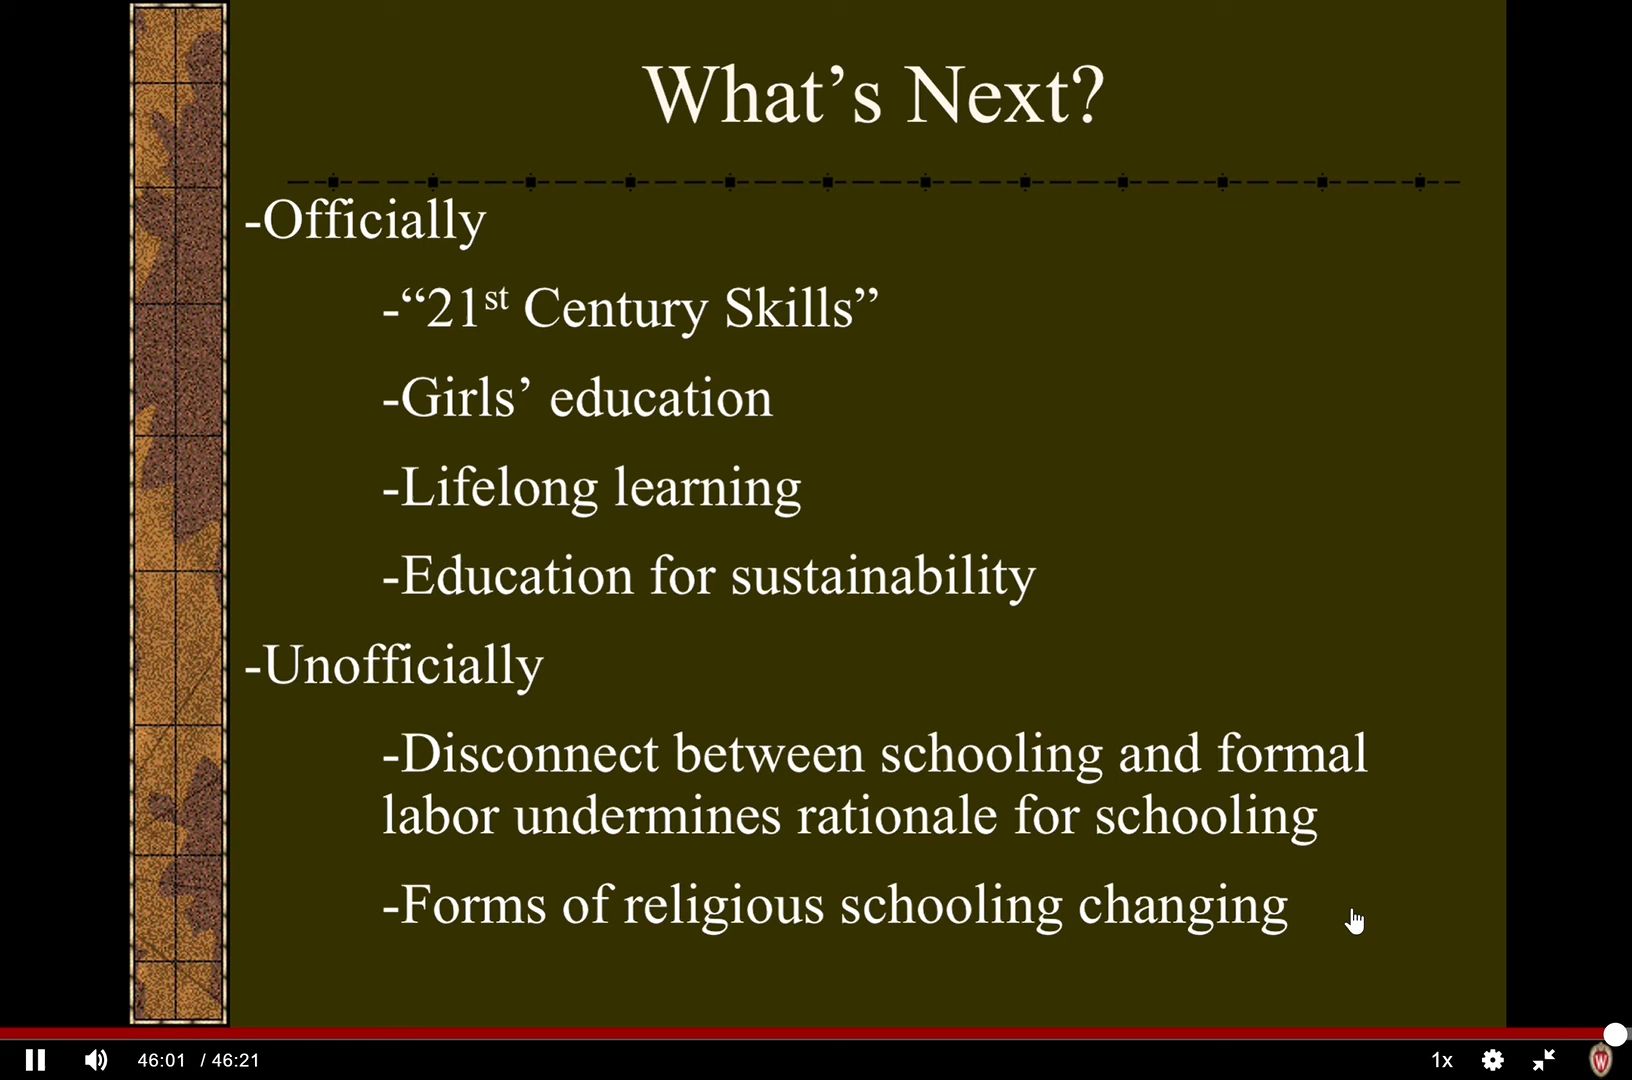 What’s Next?
-Officially
-“21st Century Skills”
-Girls’ education
-Lifelong learning
-Education for sustainability
-Unofficially
-Disconnect between schooling and formal
labor undermines rationale for schooling
-Forms of religious schooling changing
46:01 / 46:21 1x W